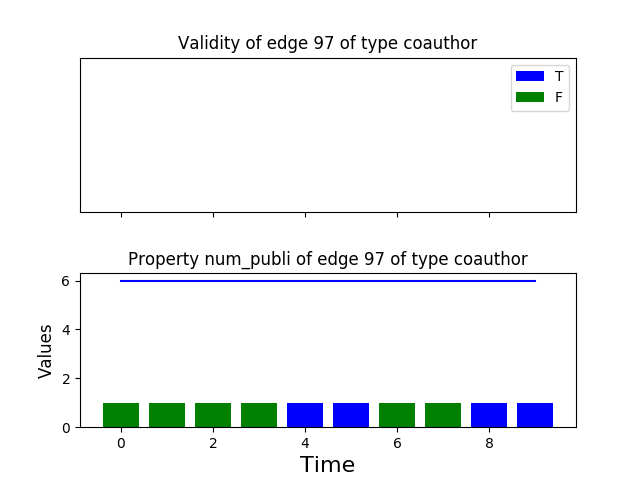 Validity of edge 97 of type coauthor
T
F
Property num_publi of edge 97 of type coauthor
6
4
2
0
Values
0 2 4 6 8
Time